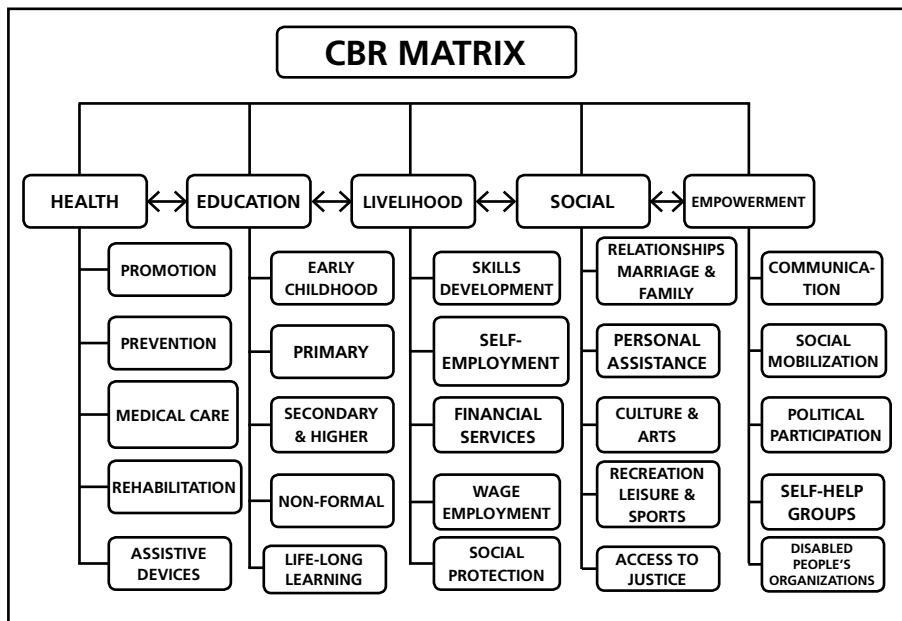 CBR MATRIX
HEALTH
EDUCATION
LIVELIHOOD
SOCIAL
EMPOWERMENT
PROMOTION
PREVENTION
MEDICAL CARE
REHABILITATION
ASSISTIVE
DEVICES
EARLY
CHILDHOOD
PRIMARY
SECONDARY
& HIGHER
NON-FORMAL
LIFE-LONG
LEARNING
SKILLS
DEVELOPMENT
SELF-
EMPLOYMENT
FINANCIAL
SERVICES
WAGE
EMPLOYMENT
SOCIAL
PROTECTION
RELATIONSHIPS
MARRIAGE &
FAMILY
PERSONAL
ASSISTANCE
CULTURE &
ARTS
RECREATION
LEISURE &
SPORTS
ACCESS TO
JUSTICE
COMMUNICA-
TION
SOCIAL
MOBILIZATION
POLITICAL
PARTICIPATION
SELF-HELP
GROUPS
DISABLED
PEOPLE'S
ORGANIZATIONS